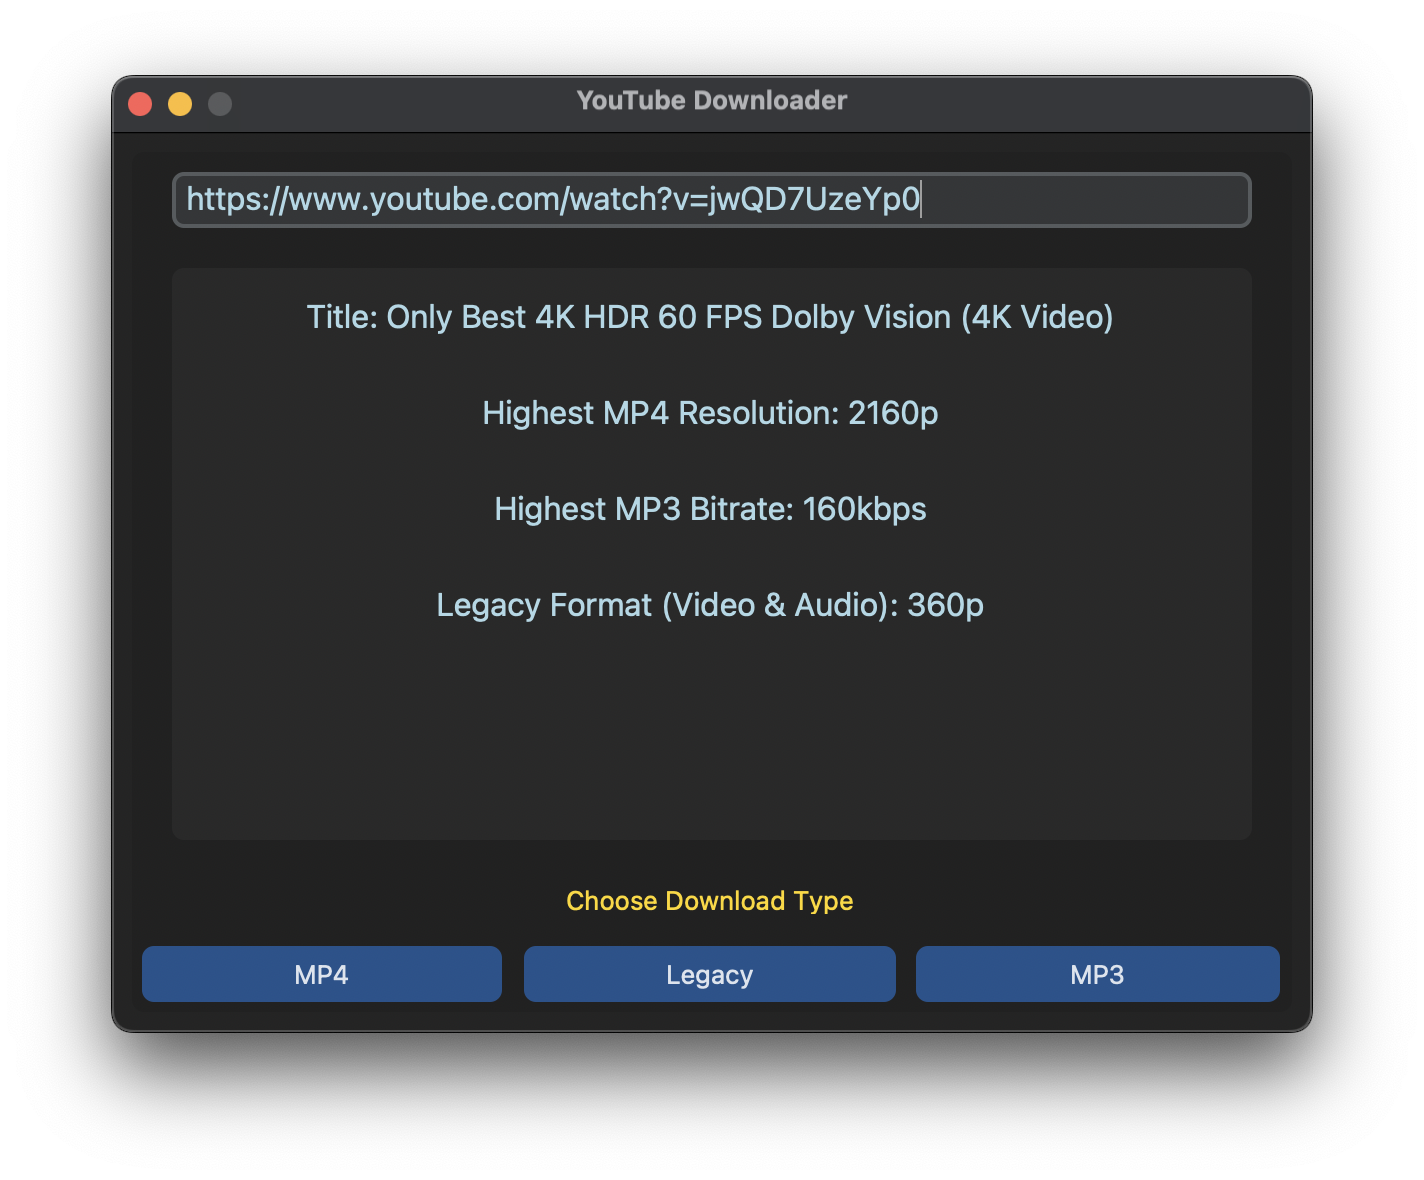 YouTube Downloader
https://www.youtube.com/watch?v=jwQD7UzeYp0
Title: Only Best 4K HDR 60 FPS Dolby Vision (4K Video)
Highest MP4 Resolution: 2160p
Highest MP3 Bitrate: 160kbps
Legacy Format (Video & Audio): 360p
Choose Download Type
MP4
Legacy
MP3